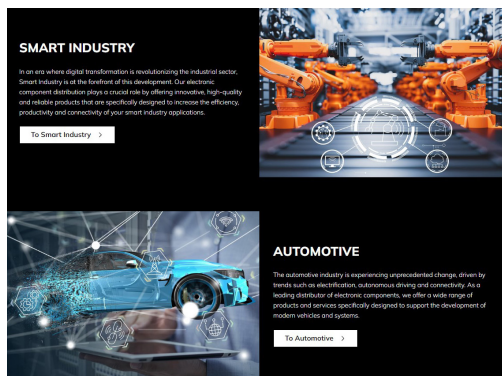 SMART INDUSTRY
In an era where digital transformation is revolutionizing the industrial sector,
Smart Industry is at the forefront of this development. Our electronic
component distribution plays a crucial role by offering innovative, high-quality
and reliable products that are specifically designed to increase the efficiency,
productivity and connectivity of your smart industry applications.
To Smart Industry >
AUTOMOTIVE
The automotive industry is experiencing unprecedented change, driven by
trends such as electrification, autonomous driving and connectivity. As a
leading distributor of electronic components, we offer a wide range of
products and services specifically designed to support the development of
modern vehicles and systems.
To Automotive >